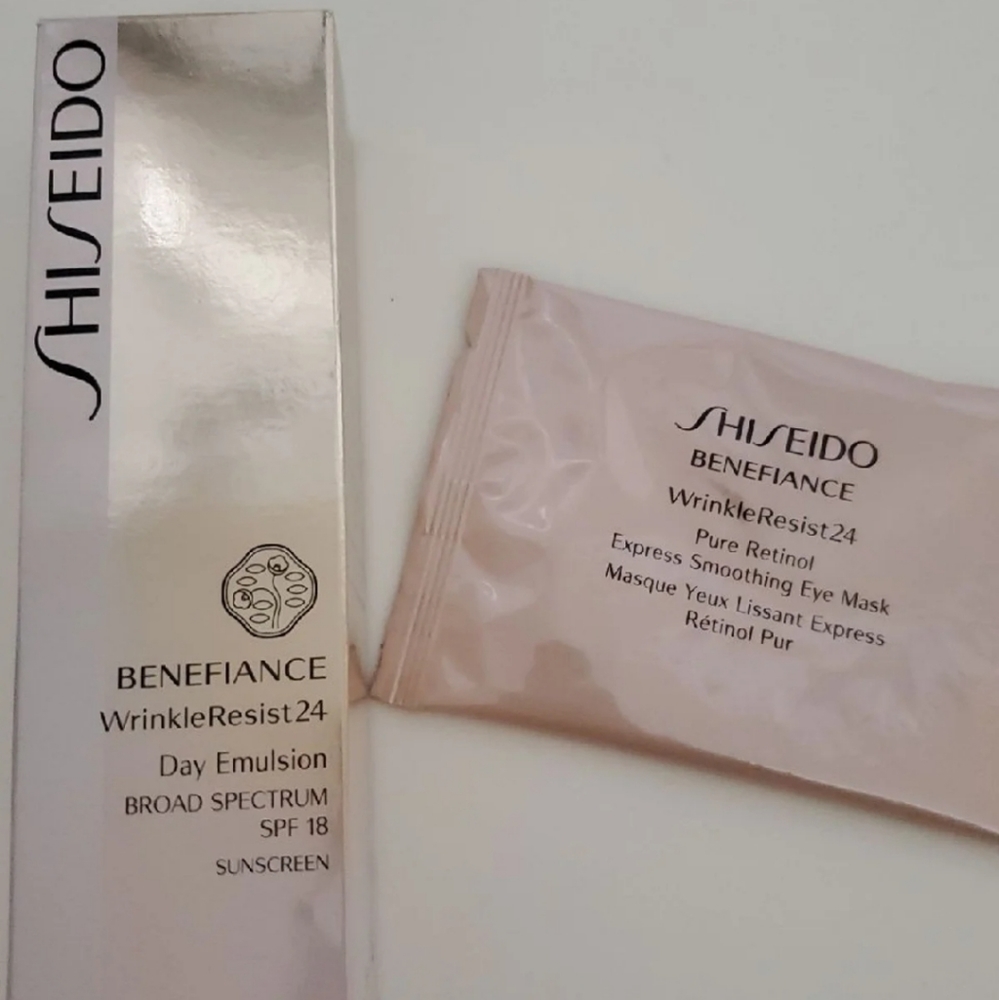 SHISEIDO
BENEFIANCE
WrinkleResist24
Day Emulsion
BROAD SPECTRUM
SPF 18
SUNSCREEN
SHISEIDO
BENEFIANCE
WrinkleResist24
Pure Retinol
Express Smoothing Eye Mask
Masque Yeux Lissant Express
Rétinol Pur